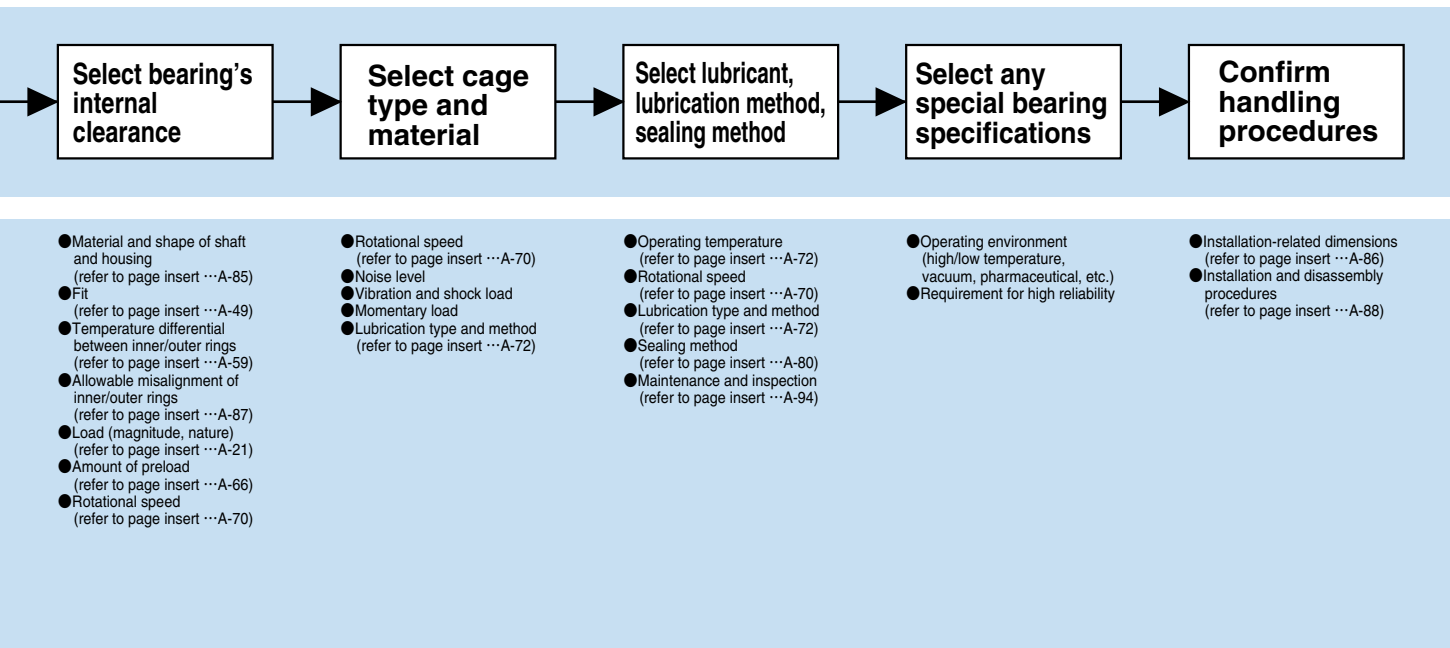 Select bearing's
internal
clearance
Select cage
type and
material
Select lubricant,
lubrication method,
sealing method
Select any
special bearing
specifications
Confirm
handling
procedures
●Material and shape of shaft
and housing
(refer to page insert …A-85)
●Fit
(refer to page insert …A-49)
●Temperature differential
between inner/outer rings
(refer to page insert …A-59)
●Allowable misalignment of
inner/outer rings
(refer to page insert …A-87)
●Load (magnitude, nature)
(refer to page insert …A-21)
●Amount of preload
(refer to page insert …A-66)
●Rotational speed
(refer to page insert …A-70)
●Rotational speed
(refer to page insert …A-70)
●Noise level
●Vibration and shock load
●Momentary load
●Lubrication type and method
(refer to page insert …A-72)
●Operating temperature
(refer to page insert …A-72)
●Rotational speed
(refer to page insert …A-70)
●Lubrication type and method
(refer to page insert …A-72)
●Sealing method
(refer to page insert …A-80)
●Maintenance and inspection
(refer to page insert …A-94)
●Operating environment
(high/low temperature,
vacuum, pharmaceutical, etc.)
●Requirement for high reliability
●Installation-related dimensions
(refer to page insert …A-86)
●Installation and disassembly
procedures
(refer to page insert …A-88)